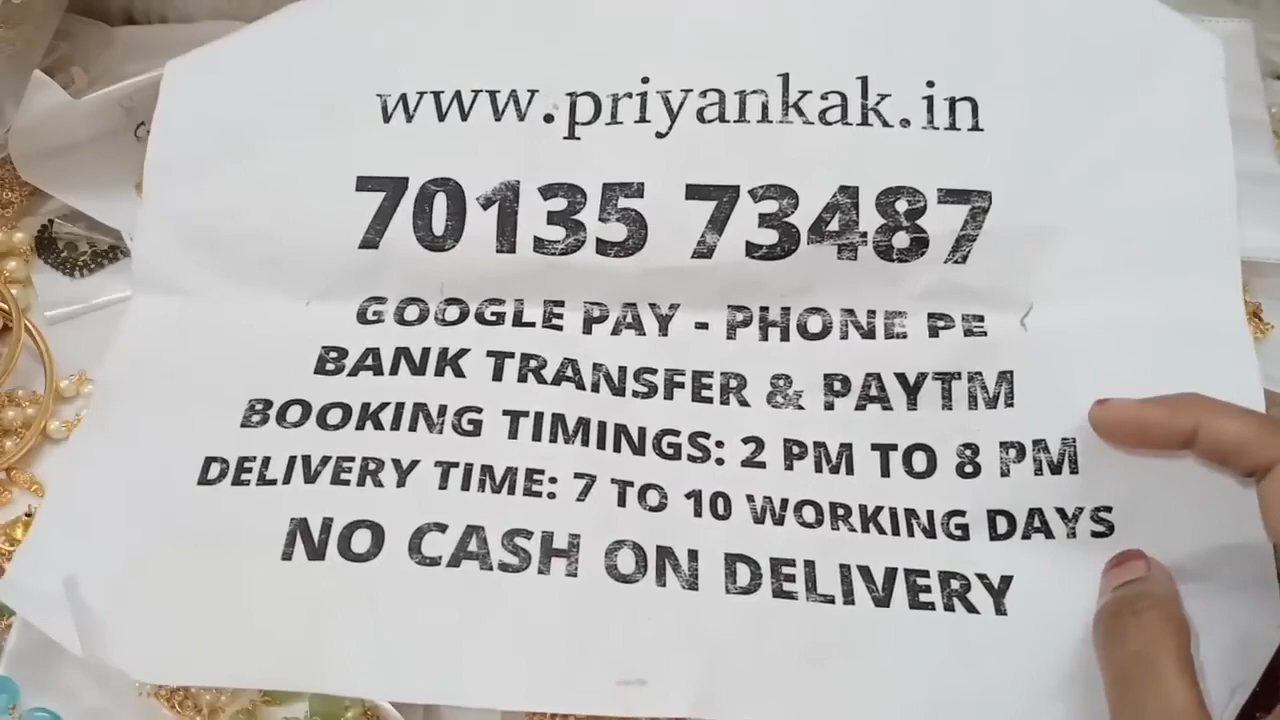 www.priyankak.in
70135 73487
GOOGLE PAY - PHONE PE
BANK TRANSFER & PAYTM
BOOKING TIMINGS: 2 PM TO 8 PM
DELIVERY TIME: 7 TO 10 WORKING DAYS
NO CASH ON DELIVERY